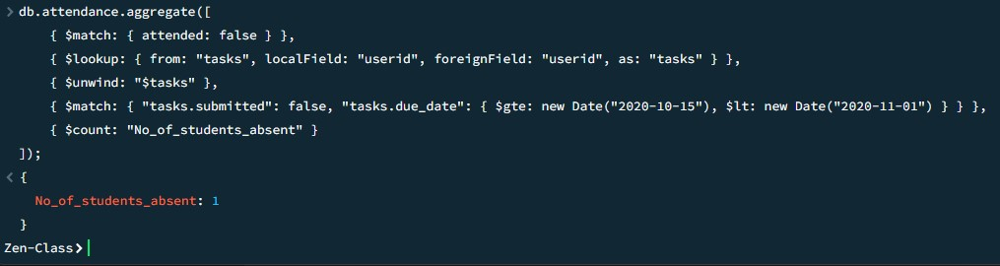 > db.attendance.aggregate([
    { $match: { attended: false } },
    { $lookup: { from: "tasks", localField: "userid", foreignField: "userid", as: "tasks" } },
    { $unwind: "$tasks" },
    { $match: { "tasks.submitted": false, "tasks.due_date": { $gte: new Date("2020-10-15"), $lt: new Date("2020-11-01") } } },
    { $count: "No_of_students_absent" }
]);
< {
  No_of_students_absent: 1
}
Zen-Class>